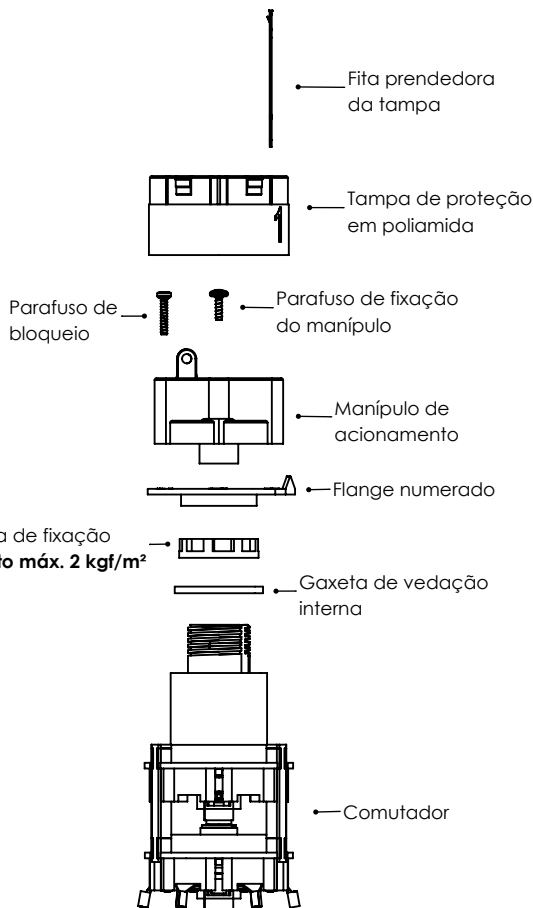 Fita prendedora
da tampa
Tampa de proteção
em poliamida
1
Parafuso de
bloqueio
Parafuso de fixação
do manípulo
Manípulo de
acionamento
Flange numerado
de fixação
máx. 2 kgf/m²
Gaxeta de vedação
interna
Comutador